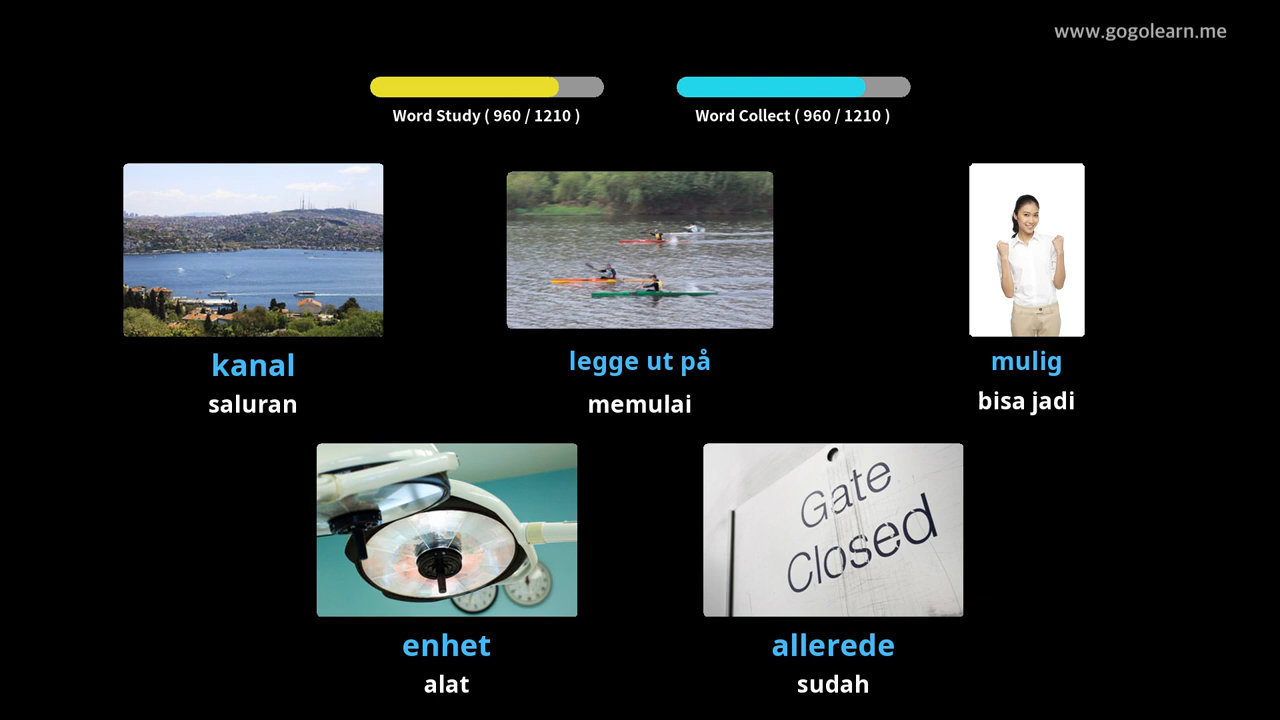 www.gogolearn.me
Word Study ( 960 / 1210 )
Word Collect ( 960 / 1210 )
kanal
saluran
legge ut på
memulai
mulig
bisa jadi
Gate
Closed
enhet
alat
allerede
sudah